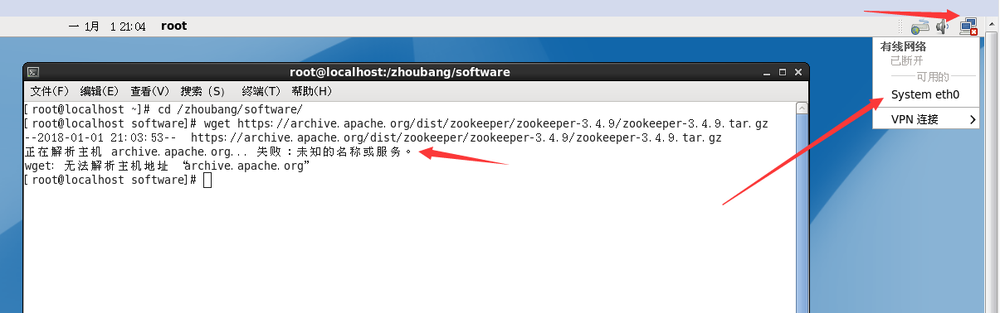 一 1月 1 21:04 root
有线网络
已断开
可用的
System eth0
VPN 连接
root@localhost:/zhoubang/software
文件(F) 编辑(E) 查看(V) 搜索 (S) 终端(T) 帮助(H)
[root@localhost ~]# cd /zhoubang/software/
[root@localhost software]# wget https://archive.apache.org/dist/zookeeper/zookeeper-3.4.9/zookeeper-3.4.9.tar.gz
--2018-01-01 21:03:53--  https://archive.apache.org/dist/zookeeper/zookeeper-3.4.9/zookeeper-3.4.9.tar.gz
正在解析主机 archive.apache.org... 失败：未知的名称或服务。
wget: 无法解析主机地址 “archive.apache.org”
[root@localhost software]#